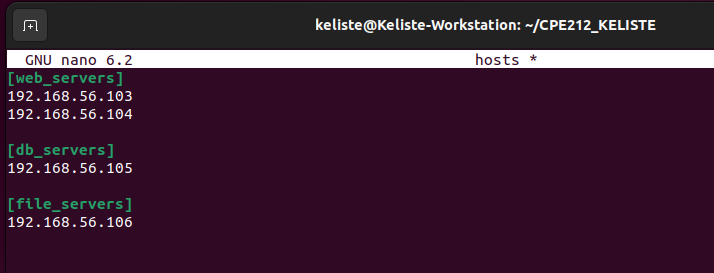 keliste@Keliste-Workstation: ~/CPE212_KELISTE
GNU nano 6.2 hosts *
[web_servers]
192.168.56.103
192.168.56.104
[db_servers]
192.168.56.105
[file_servers]
192.168.56.106